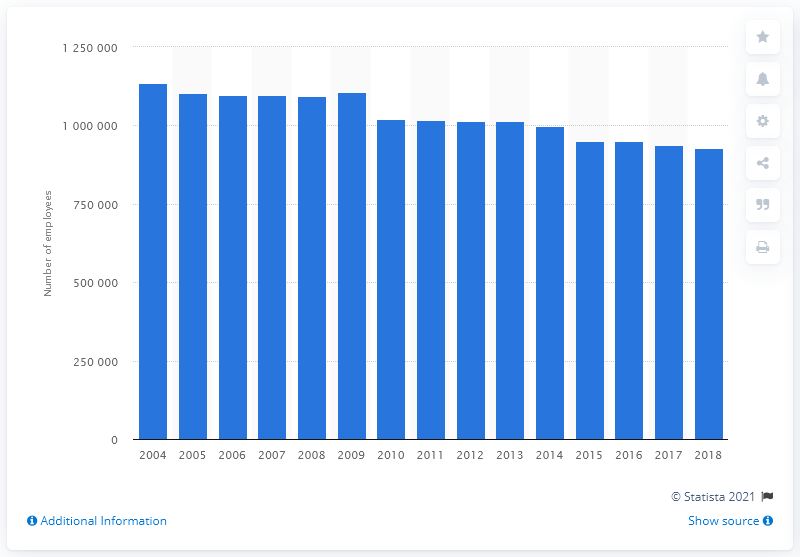 1 250 000
1 000 000
750 000
500 000
250 000
0
Number of employees
2004 2005 2006 2007 2008 2009 2010 2011 2012 2013 2014 2015 2016 2017 2018
© Statista 2021
Additional Information
Show source